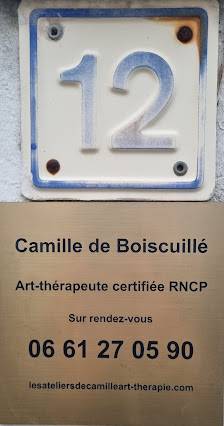 12
Camille de Boiscuillé
Art-thérapeute certifiée RNCP
Sur rendez-vous
06 61 27 05 90
lesateliersdecamilleart-therapie.com